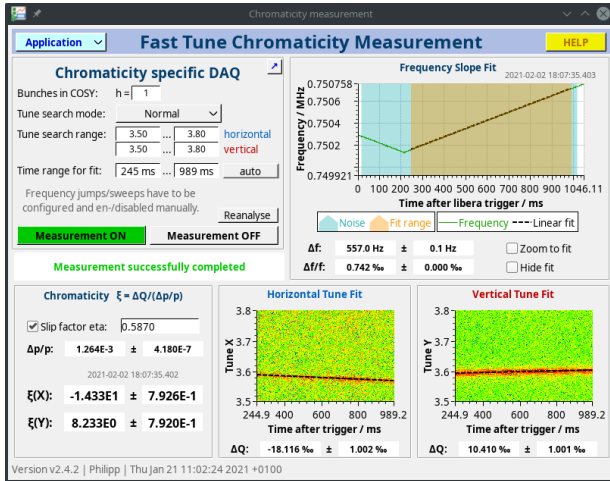 Chromaticity measurement
Application
Fast Tune Chromaticity Measurement
HELP
Chromaticity specific DAQ
Bunches in COSY: h= 1
Tune search mode: Normal
Tune search range: 3.50 ... 3.80 horizontal
3.50 ... 3.80 vertical
Time range for fit: 245 ms ... 989 ms auto
Frequency jumps/sweeps have to be
configured and en-/disabled manually.
Reanalyse
Measurement ON
Measurement OFF
Measurement successfully completed
Frequency Slope Fit
2021-02-02 18:07:35.403
Frequency / MHz
0.750758
0.7506
0.7504
0.7502
0.749921
0 100 200 300 400 500 600 700 800 900 1046.11
Time after libera trigger / ms
Noise Fit range Frequency Linear fit
Δf: 557.0 Hz ± 0.1 Hz Zoom to fit
Δf/f: 0.742 ‰ ± 0.000 ‰ Hide fit
Chromaticity ξ = ΔQ/(Δp/p)
Slip factor eta: 0.5870
Δp/p: 1.264E-3 ± 4.180E-7
2021-02-02 18:07:35.402
ξ(X): -1.433E1 ± 7.926E-1
ξ(Y): 8.233E0 ± 7.920E-1
Horizontal Tune Fit
Tune X
3.8
3.7
3.6
3.5
244.9 400 600 800 989.2
Time after trigger / ms
ΔQ: -18.116 ‰ ± 1.002 ‰
Vertical Tune Fit
Tune Y
3.8
3.7
3.6
3.5
244.9 400 600 800 989.2
Time after trigger / ms
ΔQ: 10.410 ‰ ± 1.001 ‰
Version v2.4.2 | Philipp | Thu Jan 21 11:02:24 2021 +0100